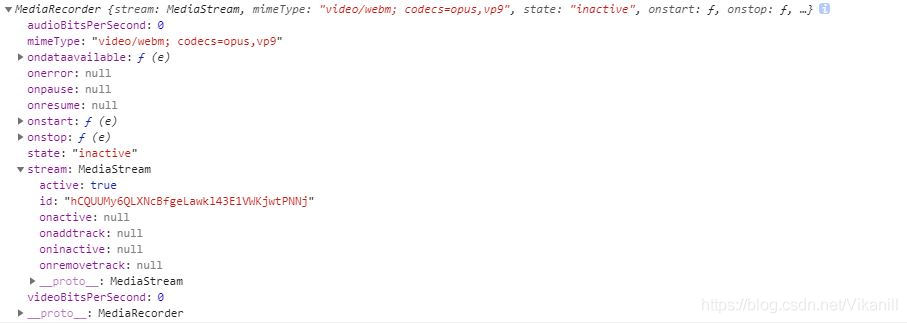 MediaRecorder {stream: MediaStream, mimeType: "video/webm; codecs=opus,vp9", state: "inactive", onstart: ƒ, onstop: ƒ, …} i
audioBitsPerSecond: 0
mimeType: "video/webm; codecs=opus,vp9"
ondataavailable: ƒ (e)
onerror: null
onpause: null
onresume: null
onstart: ƒ (e)
onstop: ƒ (e)
state: "inactive"
stream: MediaStream
active: true
id: "hCQUUMy6QLXNcBfgeLawkl43E1VWKjwtPNNj"
onactive: null
onaddtrack: null
oninactive: null
onremovetrack: null
__proto__: MediaStream
videoBitsPerSecond: 0
__proto__: MediaRecorder
https://blog.csdn.net/Vikanill